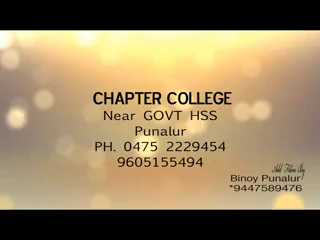 CHAPTER COLLEGE
Near GOVT HSS
Punalur
PH. 0475 2229454
9605155494
Binoy Punalur
*9447589476